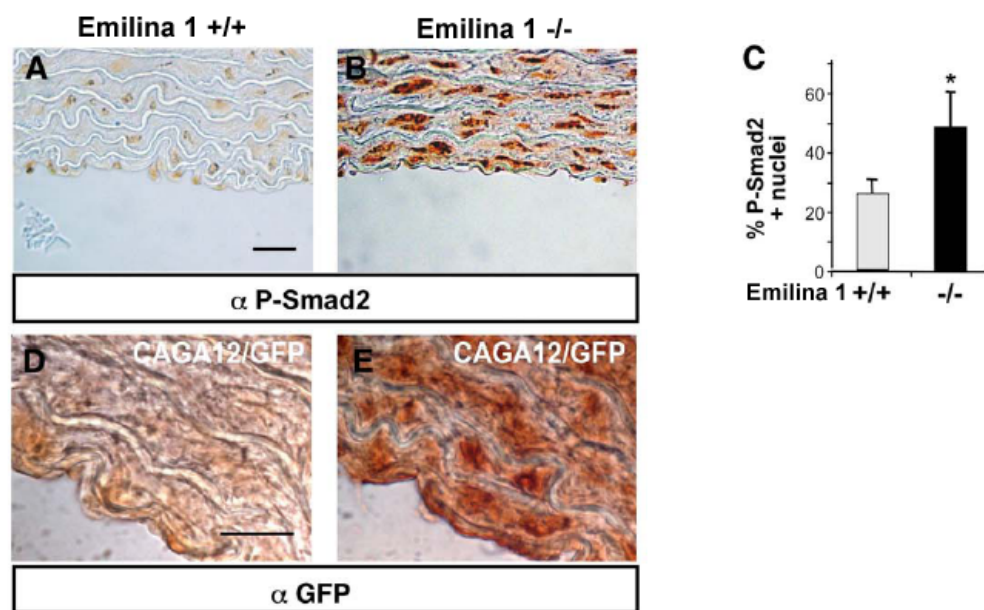 Emilina 1 +/+
Emilina 1 -/-
A
B
α P-Smad2
C
% P-Smad2
+ nuclei
60
40
20
0
*
Emilina 1 +/+
-/-
D
CAGA12/GFP
E
CAGA12/GFP
α GFP